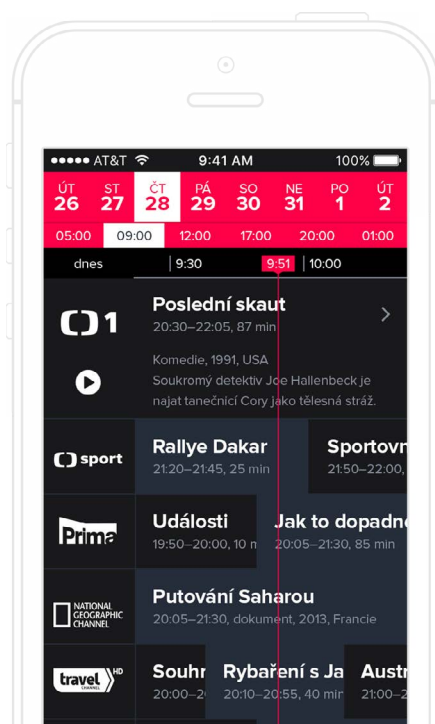 AT&T 9:41 AM 100%
ÚT ST ČT PÁ SO NE PO ÚT
26 27 28 29 30 31 1 2
05:00 09:00 12:00 17:00 20:00 01:00
dnes 9:30 9:51 10:00
1
Poslední skaut
20:30–22:05, 87 min
Komedie, 1991, USA
Soukromý detektiv Joe Hallenbeck je
najat tanečnicí Cory jako tělesná stráž.
sport
Rallye Dakar Sportovn
21:20–21:45, 25 min 21:50–22:00,
Prima
Události Jak to dopadne
19:50–20:00, 10 m 20:05–21:30, 85 min
NATIONAL
GEOGRAPHIC
CHANNEL
Putování Saharou
20:05–21:30, dokument, 2013, Francie
travel HD
CHANNEL
Souhr Rybaření s Ja Austr
20:00–2 20:10–20:55, 40 min 21:00–2